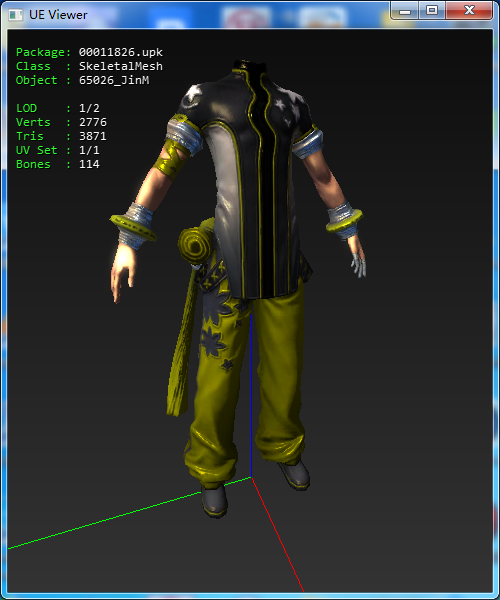 UE Viewer
Package: 00011826.upk
Class : SkeletalMesh
Object : 65026_JinM
LOD : 1/2
Verts : 2776
Tris : 3871
UV Set : 1/1
Bones : 114